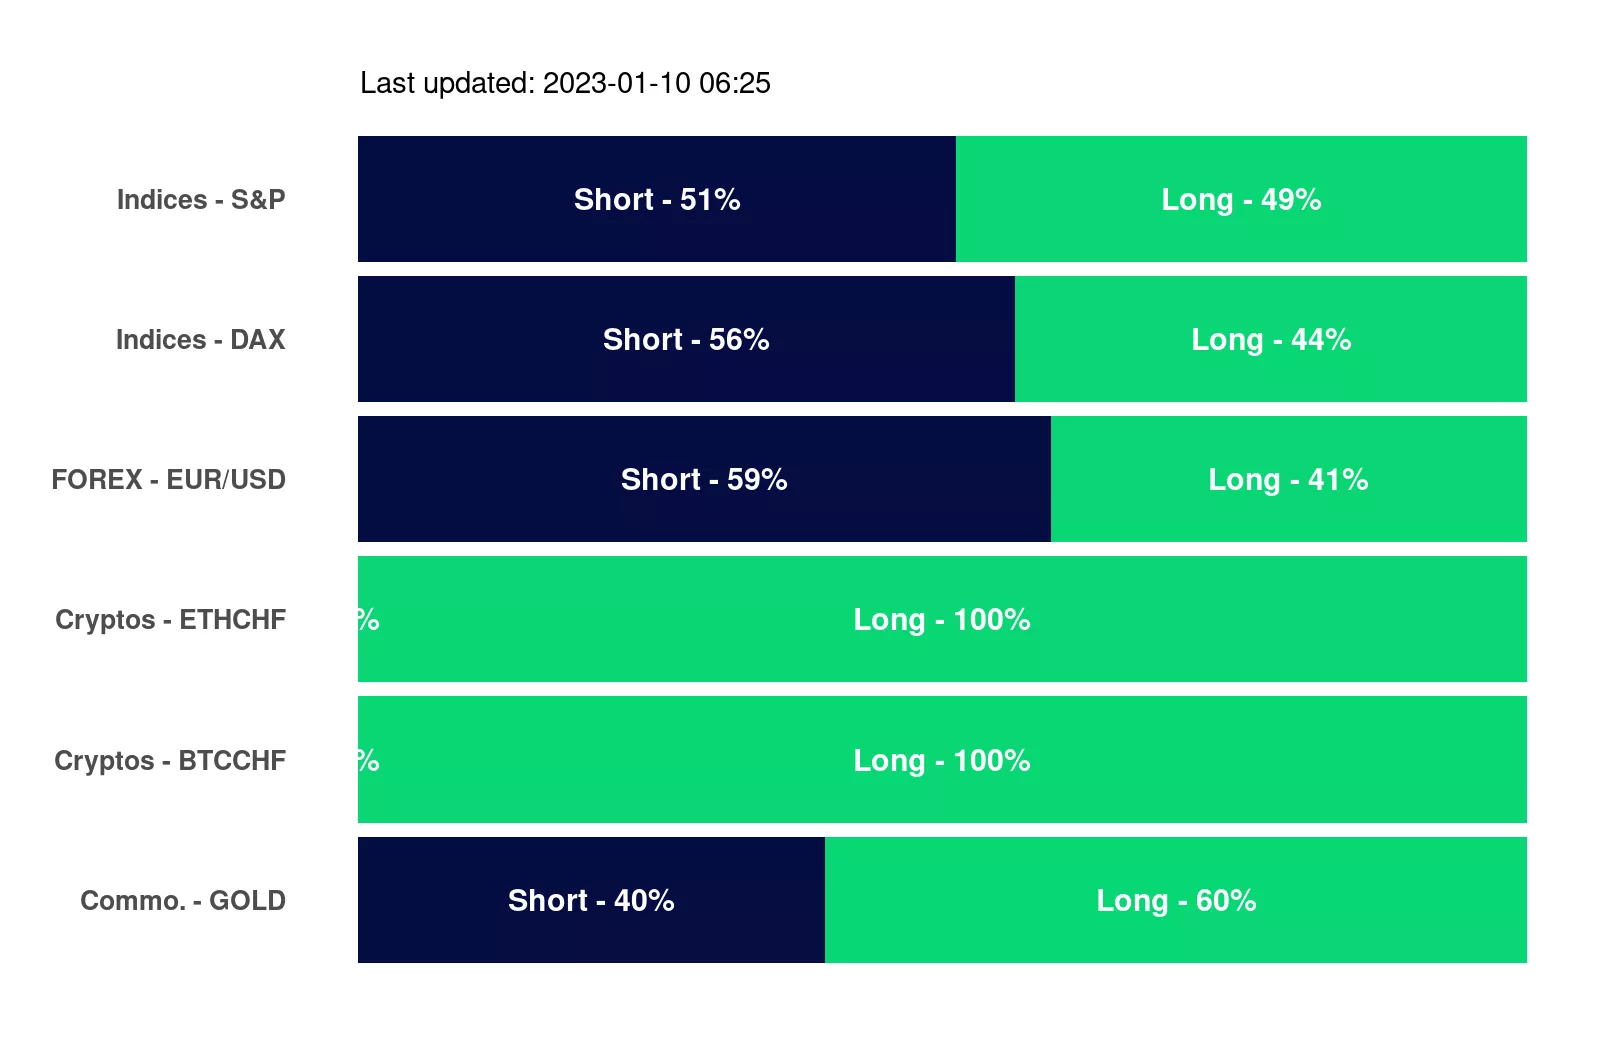 Last updated: 2023-01-10 06:25
Indices - S&P Short - 51% Long - 49%
Indices - DAX Short - 56% Long - 44%
FOREX - EUR/USD Short - 59% Long - 41%
Cryptos - ETHCHF % Long - 100%
Cryptos - BTCCHF % Long - 100%
Commo. - GOLD Short - 40% Long - 60%